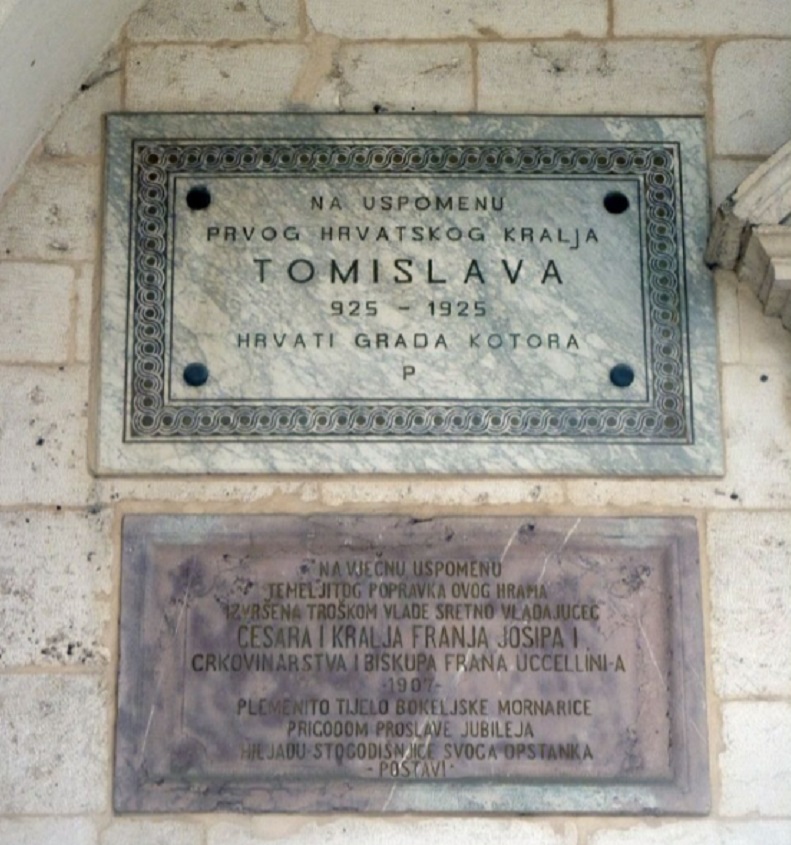 NA USPOMENU
PRVOG HRVATSKOG KRALJA
TOMISLAVA
925 – 1925
HRVATI GRADA KOTORA
P
NA VJEČNU USPOMENU
TEMELJITOG POPRAVKA OVOG HRAMA
IZVRŠENA TROŠKOM VLADE SRETNO VLADAJUĆEG
CESARA I KRALJA FRANJA JOSIPA I
CRKOVINARSTVA I BISKUPA FRANA UCCELLINI-A
-1907-
PLEMENITO TIJELO BOKELJSKE MORNARICE
PRIGODOM PROSLAVE JUBILEJA
HILJADU-STOGODIŠNJICE SVOGA OPSTANKA
- POSTAVI -